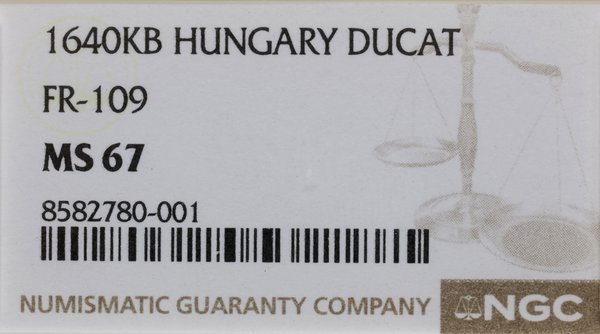 1640KB HUNGARY DUCAT
FR-109
MS 67
8582780-001
NUMISMATIC GUARANTY COMPANY
NGC